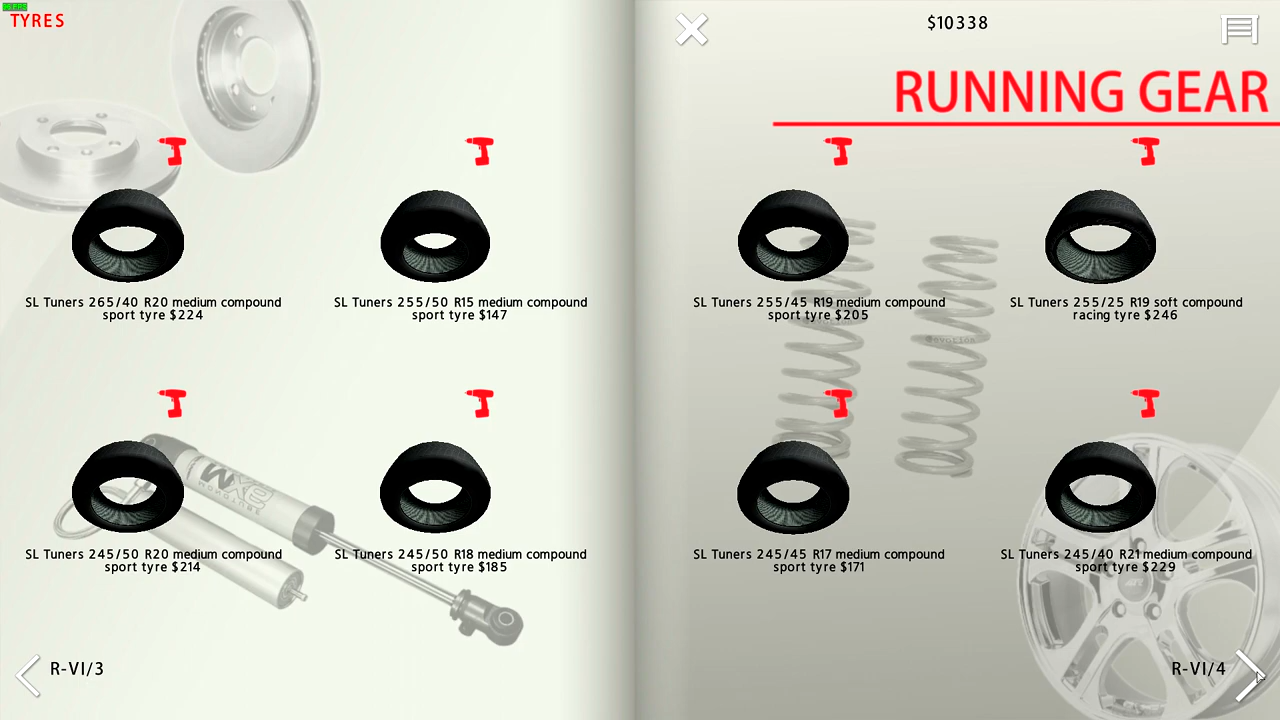 TYRES
$10338
RUNNING GEAR
SL Tuners 265/40 R20 medium compound
sport tyre $224
SL Tuners 255/50 R15 medium compound
sport tyre $147
SL Tuners 255/45 R19 medium compound
sport tyre $205
SL Tuners 255/25 R19 soft compound
racing tyre $246
SL Tuners 245/50 R20 medium compound
sport tyre $214
SL Tuners 245/50 R18 medium compound
sport tyre $185
SL Tuners 245/45 R17 medium compound
sport tyre $171
SL Tuners 245/40 R21 medium compound
sport tyre $229
R-VI/3
R-VI/4